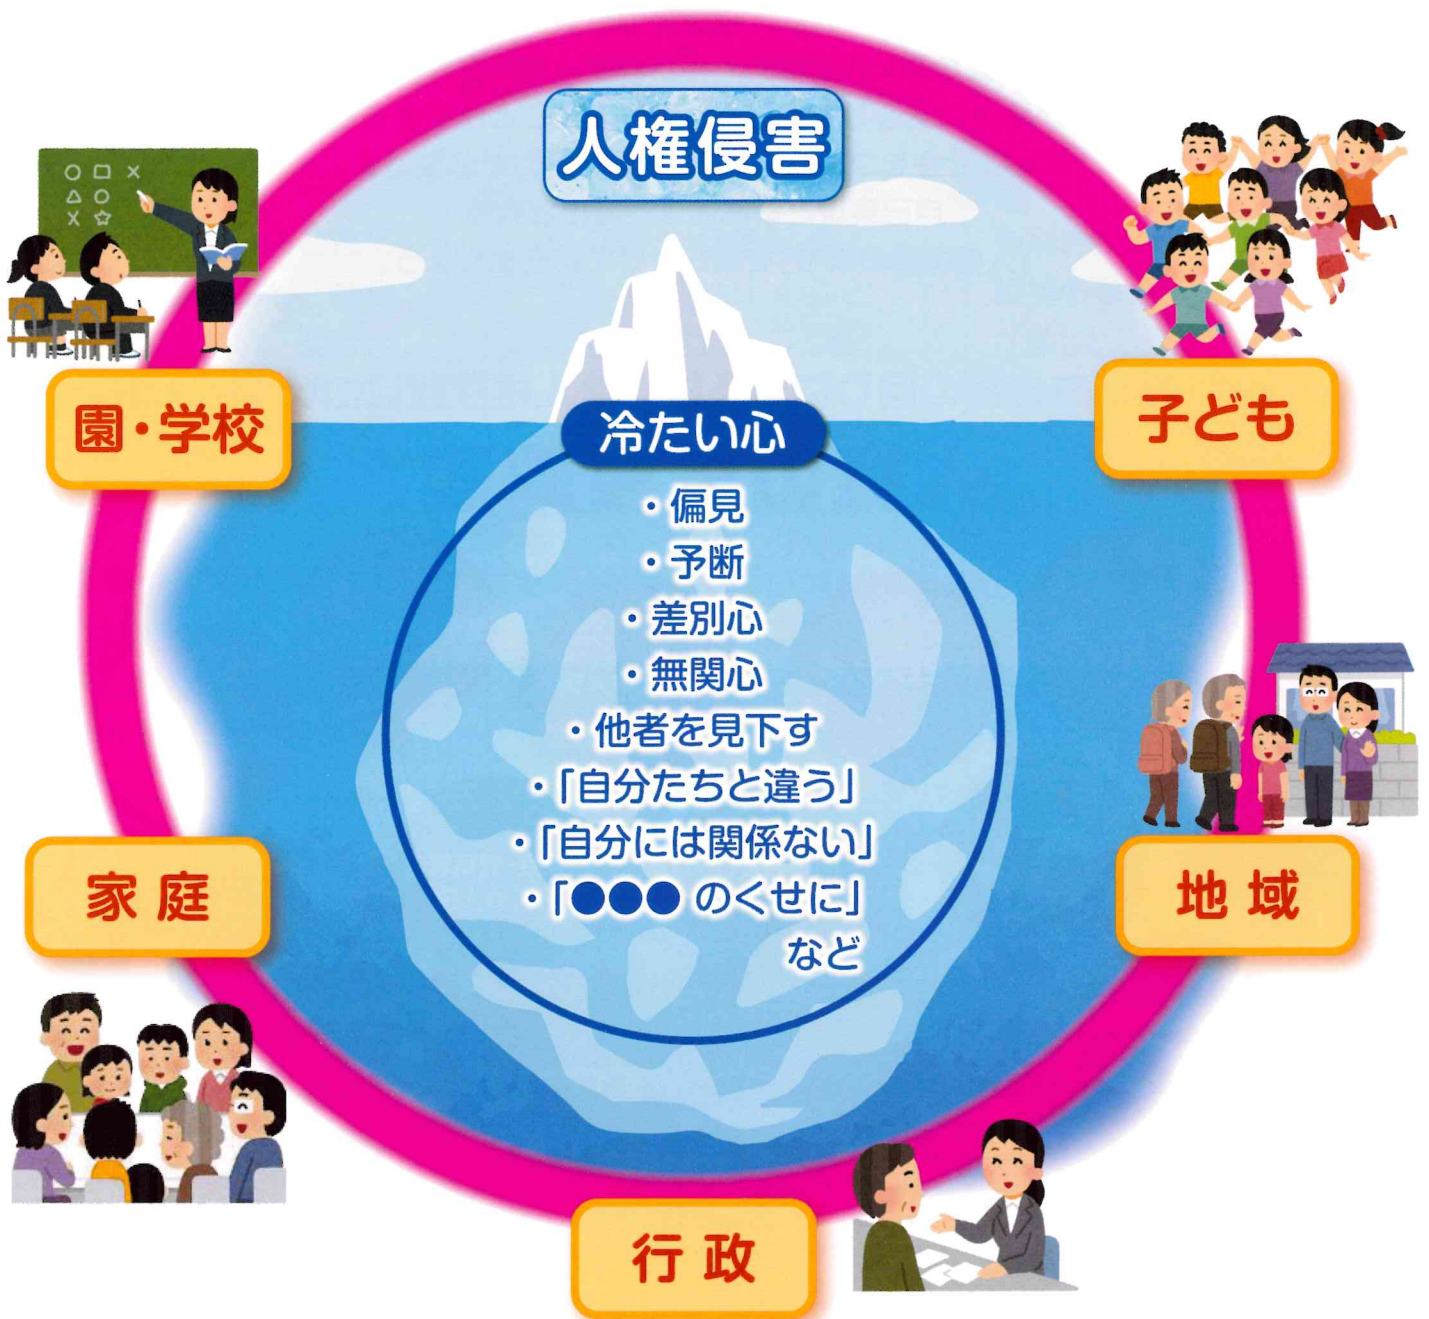 人権侵害
園・学校
子ども
冷たい心
・偏見
・予断
・差別心
・無関心
・他者を見下す
・「自分たちと違う」
・「自分には関係ない」
・「●●● のくせに」
など
家庭
地域
行政